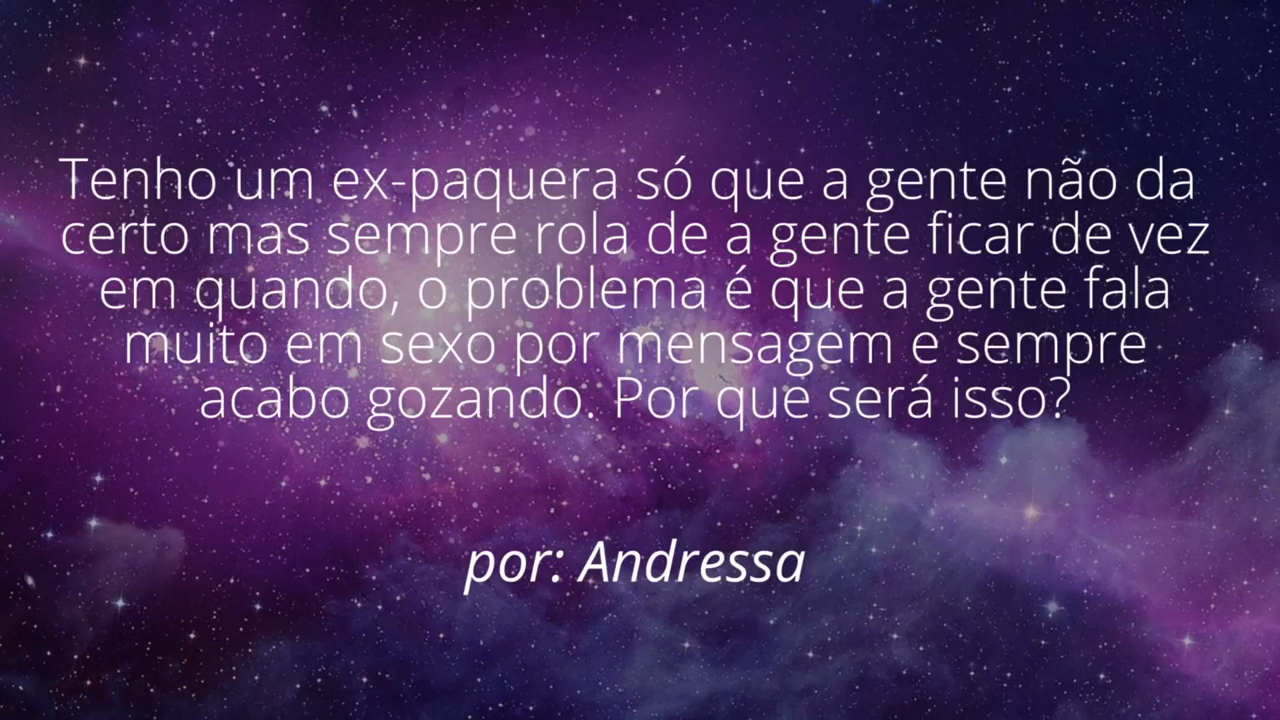 Tenho um ex-paquera só que a gente não da
certo mas sempre rola de a gente ficar de vez
em quando, o problema é que a gente fala
muito em sexo por mensagem e sempre
acabo gozando. Por que será isso?
por: Andressa